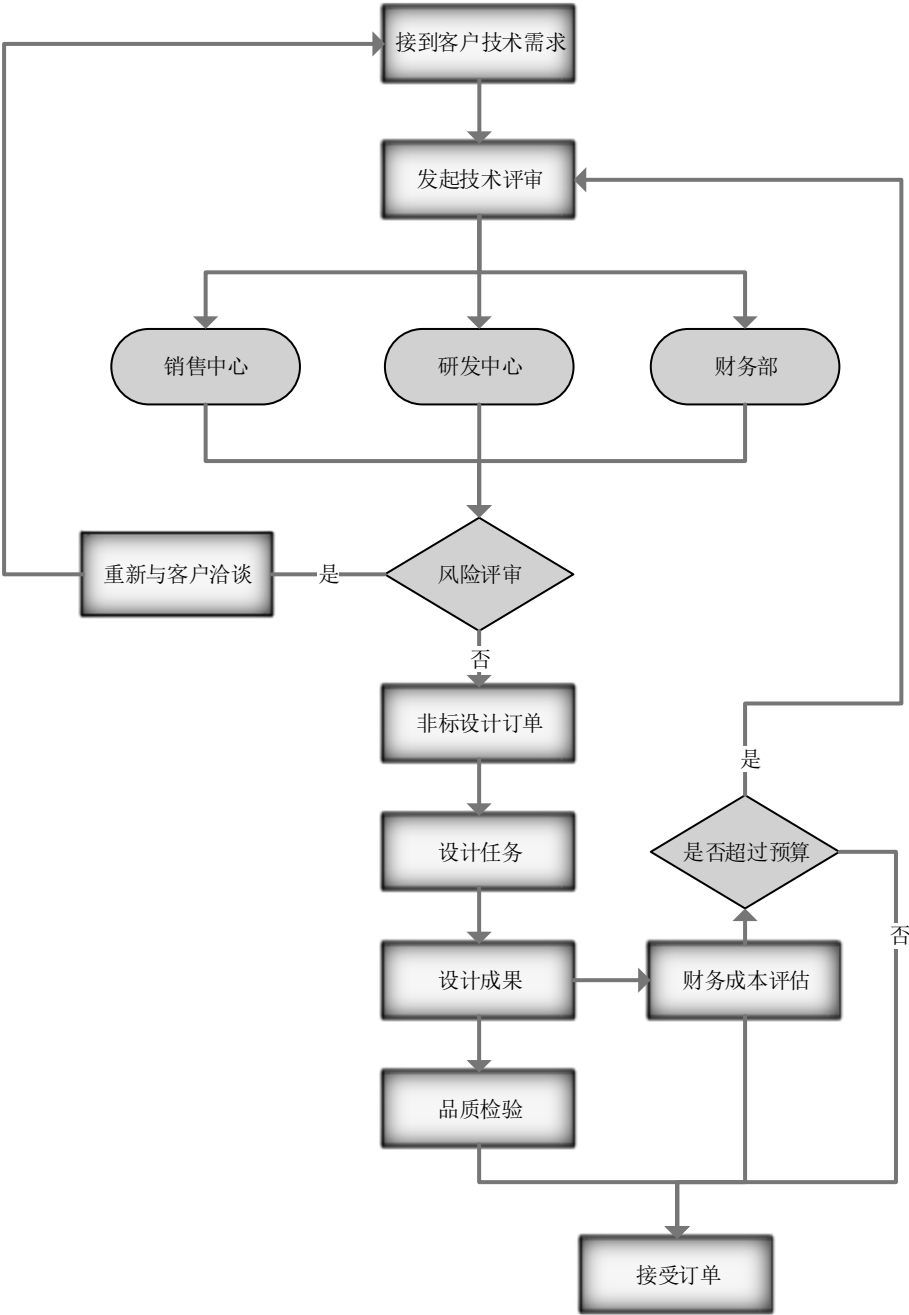 接到客户技术需求
发起技术评审
销售中心
研发中心
财务部
重新与客户洽谈
是
风险评审
否
非标设计订单
是
设计任务
是否超过预算
否
设计成果
财务成本评估
品质检验
接受订单